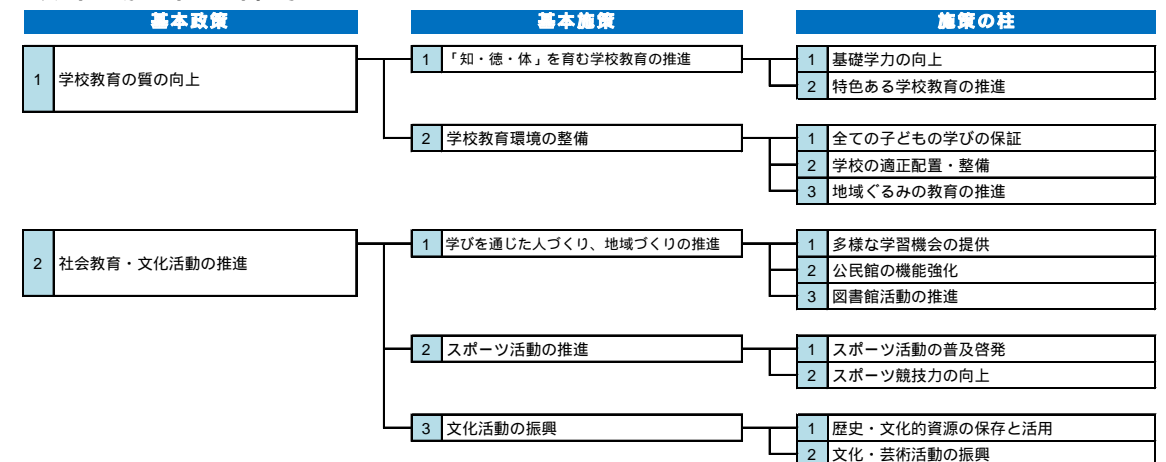 基本政策 基本施策 施策の柱
1 学校教育の質の向上 1 「知・徳・体」を育む学校教育の推進 1 基礎学力の向上
2 特色ある学校教育の推進
2 学校教育環境の整備 1 全ての子どもの学びの保証
2 学校の適正配置・整備
3 地域ぐるみの教育の推進
2 社会教育・文化活動の推進 1 学びを通じた人づくり、地域づくりの推進 1 多様な学習機会の提供
2 公民館の機能強化
3 図書館活動の推進
2 スポーツ活動の推進 1 スポーツ活動の普及啓発
2 スポーツ競技力の向上
3 文化活動の振興 1 歴史・文化的資源の保存と活用
2 文化・芸術活動の振興